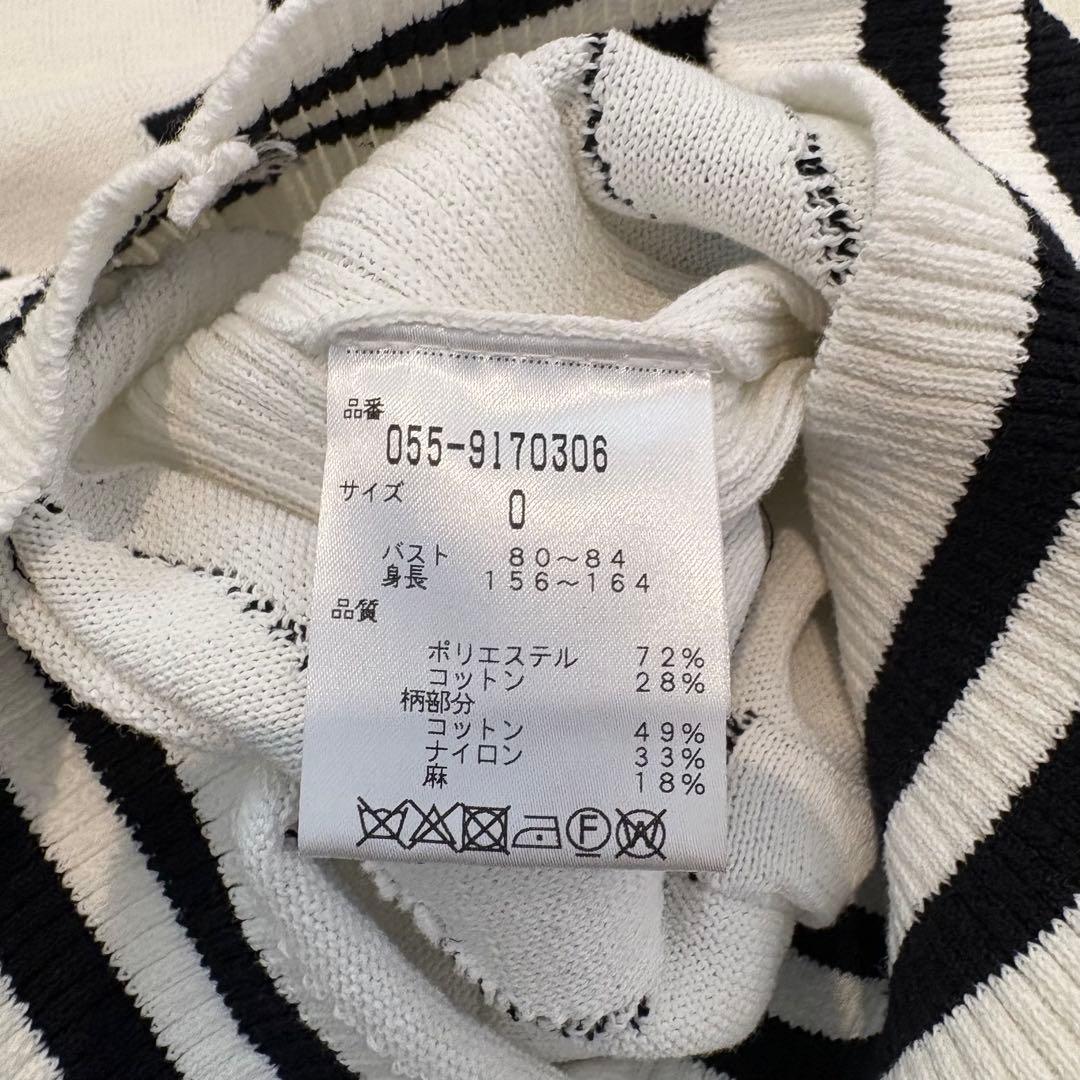 品番
055-9170306
サイズ
0
バスト 80～84
身長 156～164
品質
ポリエステル 72%
コットン 28%
柄部分
コットン 49%
ナイロン 33%
麻 18%
F W